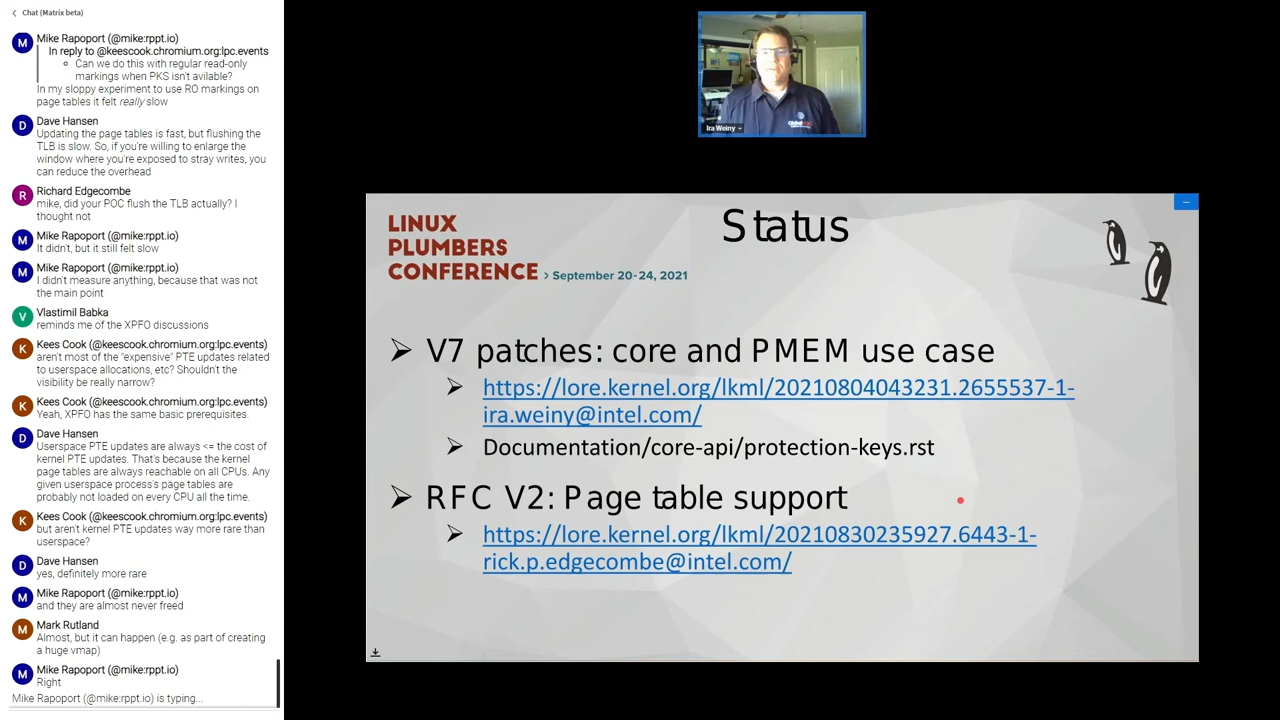 Chat (Matrix beta)
Mike Rapoport (@mike:rppt.io)
In reply to @keescook.chromium.org:lpc.events
Can we do this with regular read-only
markings when PKS isn't avilable?
In my sloppy experiment to use RO markings on
page tables it felt really slow
Dave Hansen
Updating the page tables is fast, but flushing the
TLB is slow. So, if you're willing to enlarge the
window where you're exposed to stray writes, you
can reduce the overhead
Richard Edgecombe
mike, did your POC flush the TLB actually? I
thought not
Mike Rapoport (@mike:rppt.io)
It didn't, but it still felt slow
Mike Rapoport (@mike:rppt.io)
I didn't measure anything, because that was not
the main point
Vlastimil Babka
reminds me of the XPFO discussions
Kees Cook (@keescook.chromium.org:lpc.events)
aren't most of the "expensive" PTE updates related
to userspace allocations, etc? Shouldn't the
visibility be really narrow?
Kees Cook (@keescook.chromium.org:lpc.events)
Yeah, XPFO has the same basic prerequisites.
Dave Hansen
Userspace PTE updates are always <= the cost of
kernel PTE updates. That's because the kernel
page tables are always reachable on all CPUs. Any
given userspace process's page tables are
probably not loaded on every CPU all the time.
Kees Cook (@keescook.chromium.org:lpc.events)
but aren't kernel PTE updates way more rare than
userspace?
Dave Hansen
yes, definitely more rare
Mike Rapoport (@mike:rppt.io)
and they are almost never freed
Mark Rutland
Almost, but it can happen (e.g. as part of creating
a huge vmap)
Mike Rapoport (@mike:rppt.io)
Right
Mike Rapoport (@mike:rppt.io) is typing...
M
D
R
M
M
V
K
K
D
K
D
M
M
M
Ira Weiny
LINUX
PLUMBERS
CONFERENCE > September 20-24, 2021
Status
V7 patches: core and PMEM use case
https://lore.kernel.org/lkml/20210804043231.2655537-1-
ira.weiny@intel.com/
Documentation/core-api/protection-keys.rst
RFC V2: Page table support
https://lore.kernel.org/lkml/20210830235927.6443-1-
rick.p.edgecombe@intel.com/